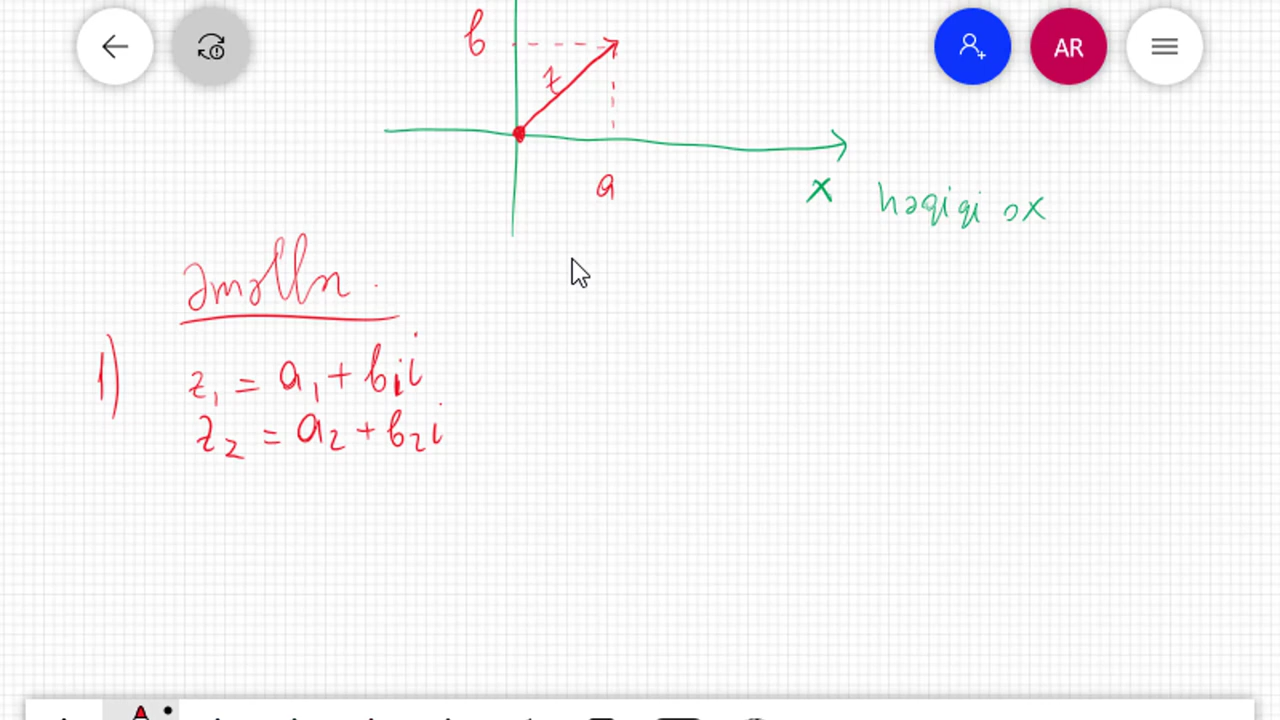 b
z
a
x həqiqi ox
AR
Əməllər.
1) z₁ = a₁ + b₁i
z₂ = a₂ + b₂i